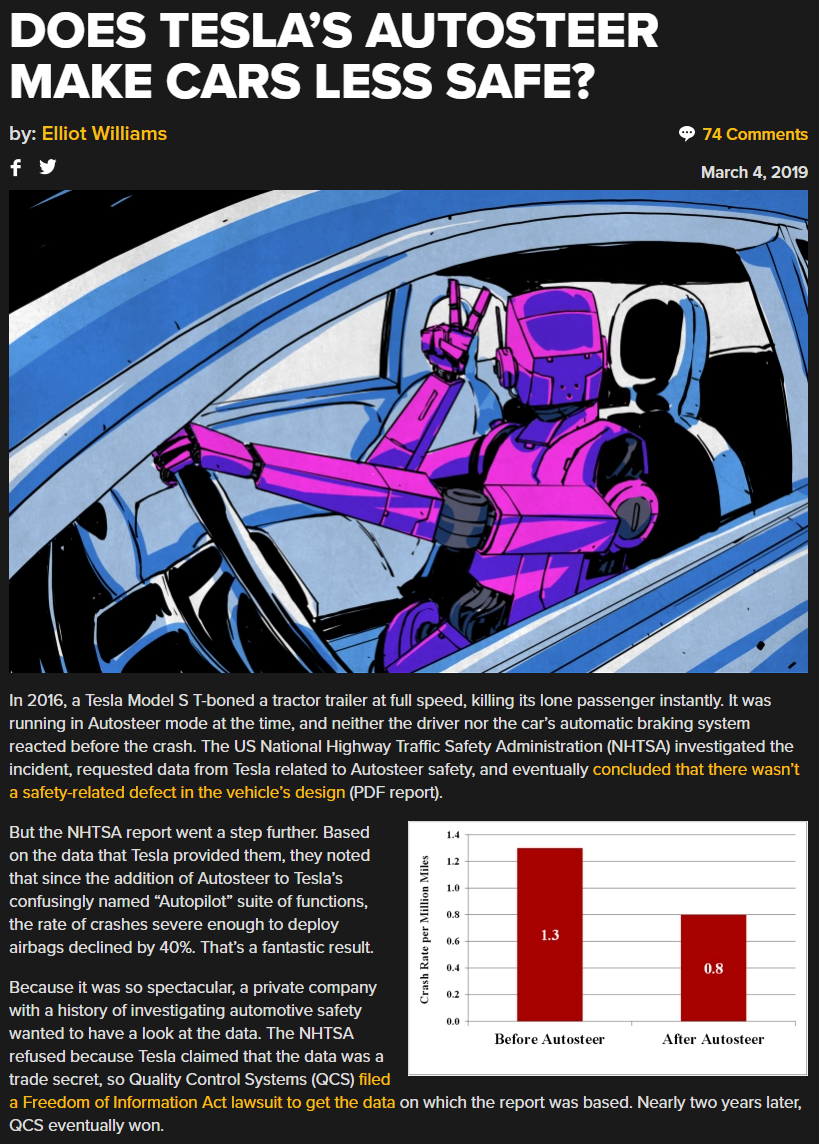 DOES TESLA’S AUTOSTEER
MAKE CARS LESS SAFE?
by: Elliot Williams
74 Comments
March 4, 2019
In 2016, a Tesla Model S T-boned a tractor trailer at full speed, killing its lone passenger instantly. It was
running in Autosteer mode at the time, and neither the driver nor the car’s automatic braking system
reacted before the crash. The US National Highway Traffic Safety Administration (NHTSA) investigated the
incident, requested data from Tesla related to Autosteer safety, and eventually concluded that there wasn’t
a safety-related defect in the vehicle’s design (PDF report).
But the NHTSA report went a step further. Based
on the data that Tesla provided them, they noted
that since the addition of Autosteer to Tesla’s
confusingly named “Autopilot” suite of functions,
the rate of crashes severe enough to deploy
airbags declined by 40%. That’s a fantastic result.
Because it was so spectacular, a private company
with a history of investigating automotive safety
wanted to have a look at the data. The NHTSA
refused because Tesla claimed that the data was a
trade secret, so Quality Control Systems (QCS) filed
a Freedom of Information Act lawsuit to get the data on which the report was based. Nearly two years later,
QCS eventually won.
Crash Rate per Million Miles
1.4
1.2
1.0
0.8
0.6
0.4
0.2
0.0
1.3
0.8
Before Autosteer
After Autosteer